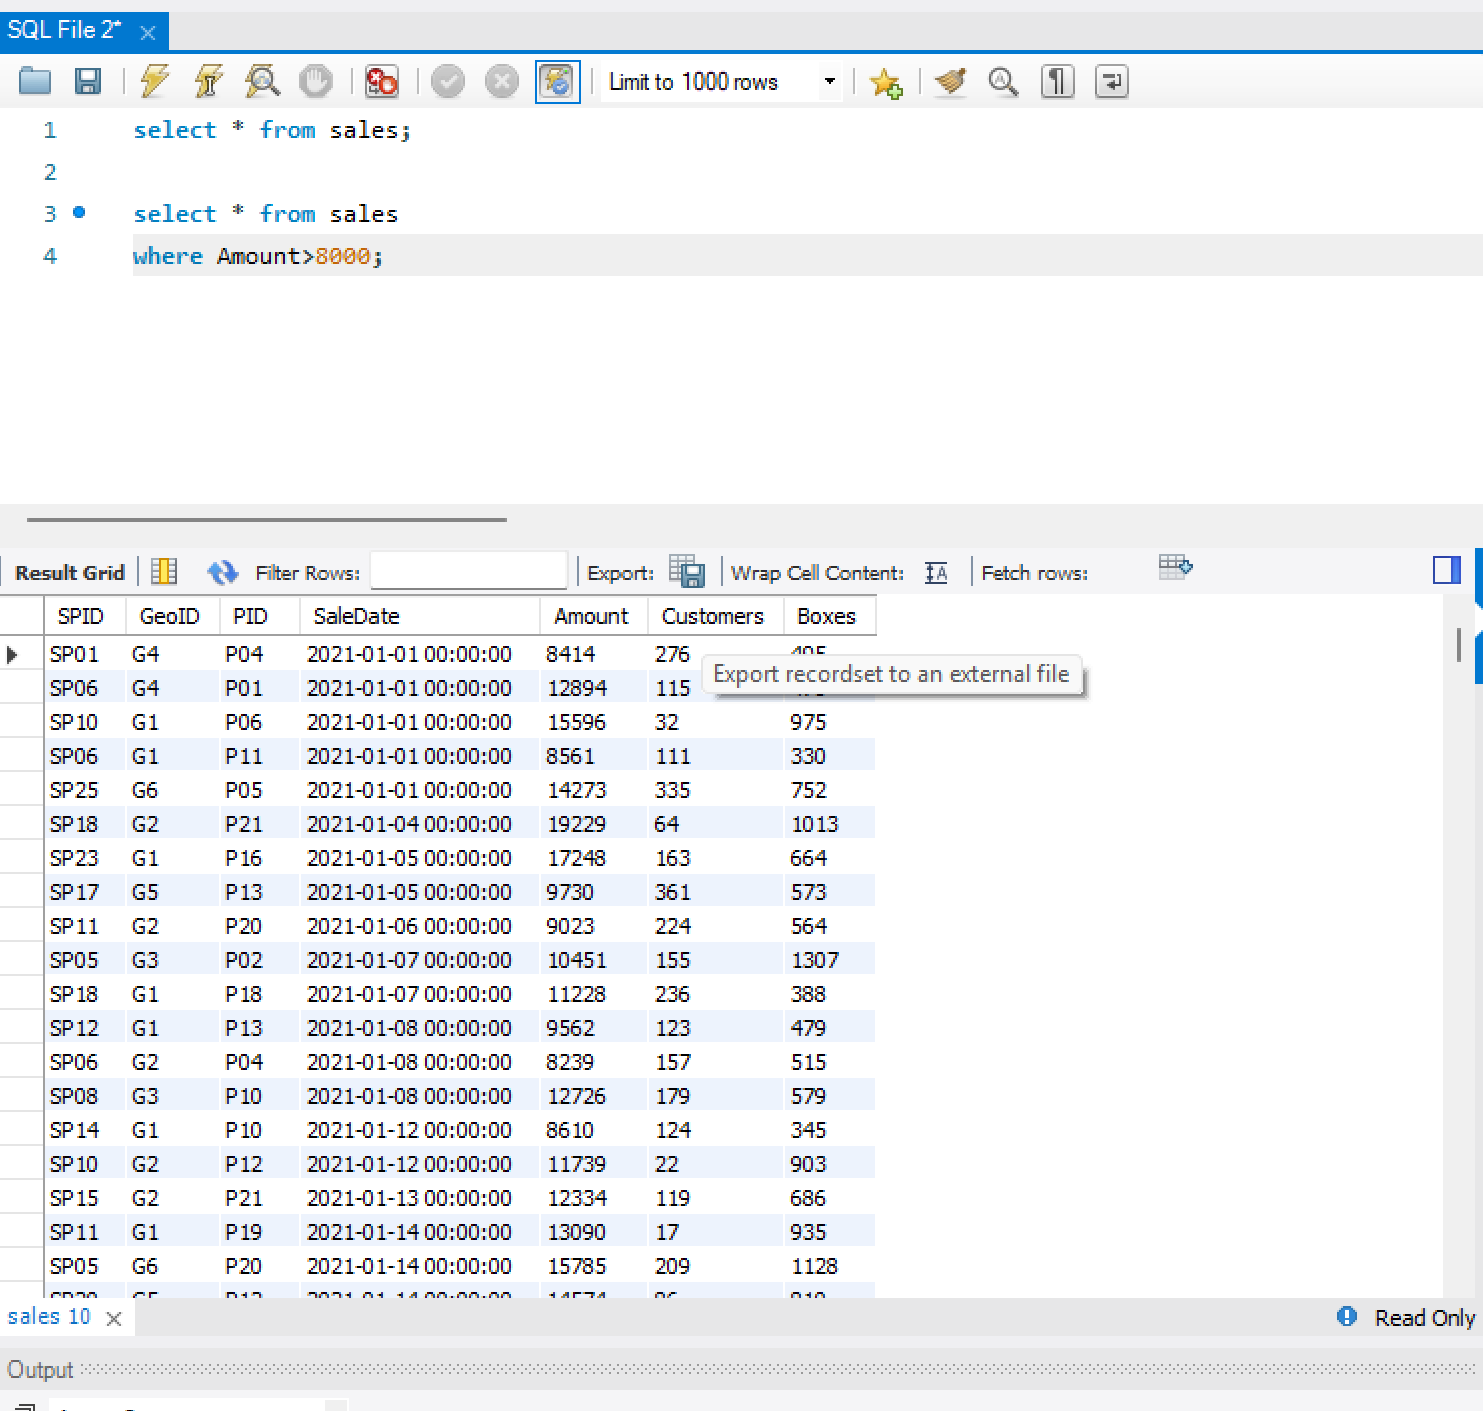 SQL File 2*
Limit to 1000 rows
1 select * from sales;
2
3 select * from sales
4 where Amount>8000;
Result Grid Filter Rows: Export: Wrap Cell Content: Fetch rows:
SPID GeoID PID SaleDate Amount Customers Boxes
SP01 G4 P04 2021-01-01 00:00:00 8414 276
Export recordset to an external file
SP06 G4 P01 2021-01-01 00:00:00 12894 115
SP10 G1 P06 2021-01-01 00:00:00 15596 32 975
SP06 G1 P11 2021-01-01 00:00:00 8561 111 330
SP25 G6 P05 2021-01-01 00:00:00 14273 335 752
SP18 G2 P21 2021-01-04 00:00:00 19229 64 1013
SP23 G1 P16 2021-01-05 00:00:00 17248 163 664
SP17 G5 P13 2021-01-05 00:00:00 9730 361 573
SP11 G2 P20 2021-01-06 00:00:00 9023 224 564
SP05 G3 P02 2021-01-07 00:00:00 10451 155 1307
SP18 G1 P18 2021-01-07 00:00:00 11228 236 388
SP12 G1 P13 2021-01-08 00:00:00 9562 123 479
SP06 G2 P04 2021-01-08 00:00:00 8239 157 515
SP08 G3 P10 2021-01-08 00:00:00 12726 179 579
SP14 G1 P10 2021-01-12 00:00:00 8610 124 345
SP10 G2 P12 2021-01-12 00:00:00 11739 22 903
SP15 G2 P21 2021-01-13 00:00:00 12334 119 686
SP11 G1 P19 2021-01-14 00:00:00 13090 17 935
SP05 G6 P20 2021-01-14 00:00:00 15785 209 1128
sales 10 Read Only
Output